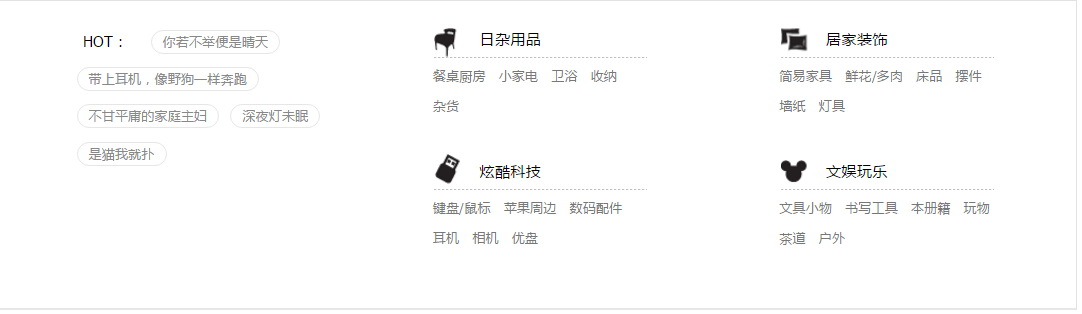 HOT： 你若不举便是晴天
带上耳机，像野狗一样奔跑
不甘平庸的家庭主妇 深夜灯未眠
是猫我就扑
日杂用品
餐桌厨房 小家电 卫浴 收纳
杂货
居家装饰
简易家具 鲜花/多肉 床品 摆件
墙纸 灯具
炫酷科技
键盘/鼠标 苹果周边 数码配件
耳机 相机 优盘
文娱玩乐
文具小物 书写工具 本册籍 玩物
茶道 户外